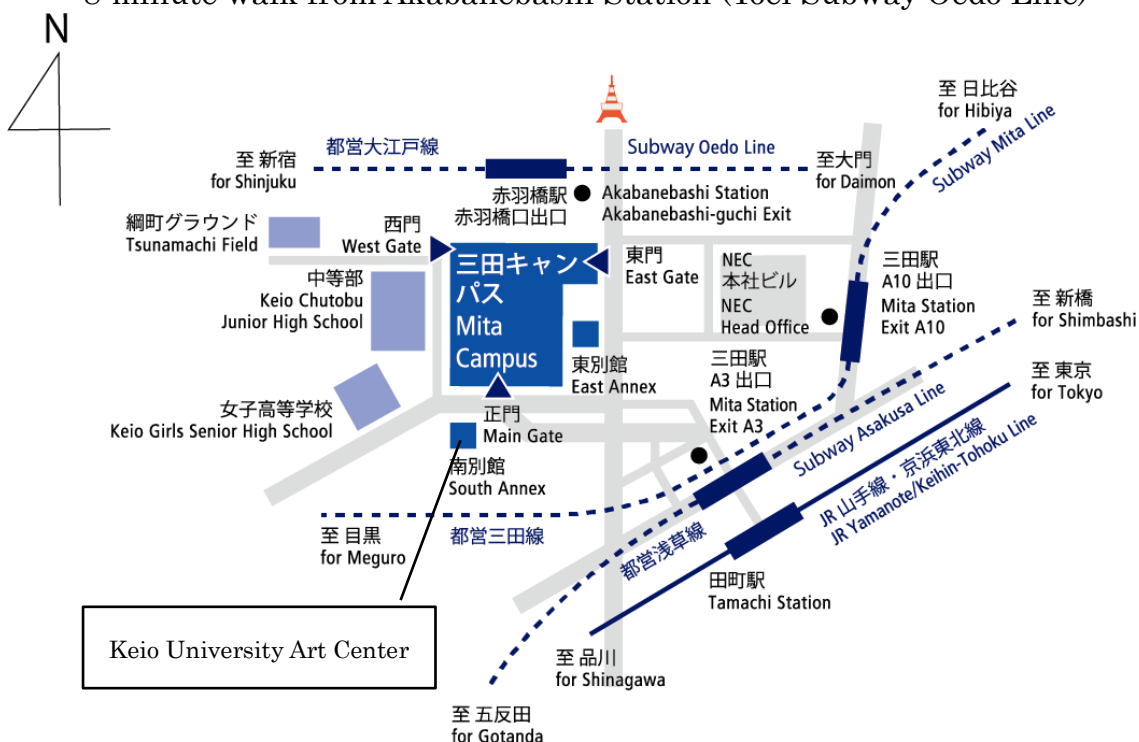 8 minute walk from Akabanebashi Station (Toei Subway Oedo Line)
N
至 日比谷
for Hibiya
Subway Mita Line
都営大江戸線
Subway Oedo Line
至 新宿
for Shinjuku
至大門
for Daimon
赤羽橋駅
赤羽橋口出口
Akabanebashi Station
Akabanebashi-guchi Exit
綱町グラウンド
Tsunamachi Field
西門
West Gate
三田キャン
パス
Mita
Campus
東門
East Gate
NEC
本社ビル
NEC
Head Office
三田駅
A10 出口
Mita Station
Exit A10
至 新橋
for Shimbashi
中等部
Keio Chutobu
Junior High School
東別館
East Annex
三田駅
A3 出口
Mita Station
Exit A3
至 東京
for Tokyo
女子高等学校
Keio Girls Senior High School
正門
Main Gate
南別館
South Annex
Subway Asakusa Line
JR 山手線・京浜東北線
JR Yamanote/Keihin-Tohoku Line
至 目黒
for Meguro
都営三田線
都営浅草線
田町駅
Tamachi Station
Keio University Art Center
至 品川
for Shinagawa
至 五反田
for Gotanda